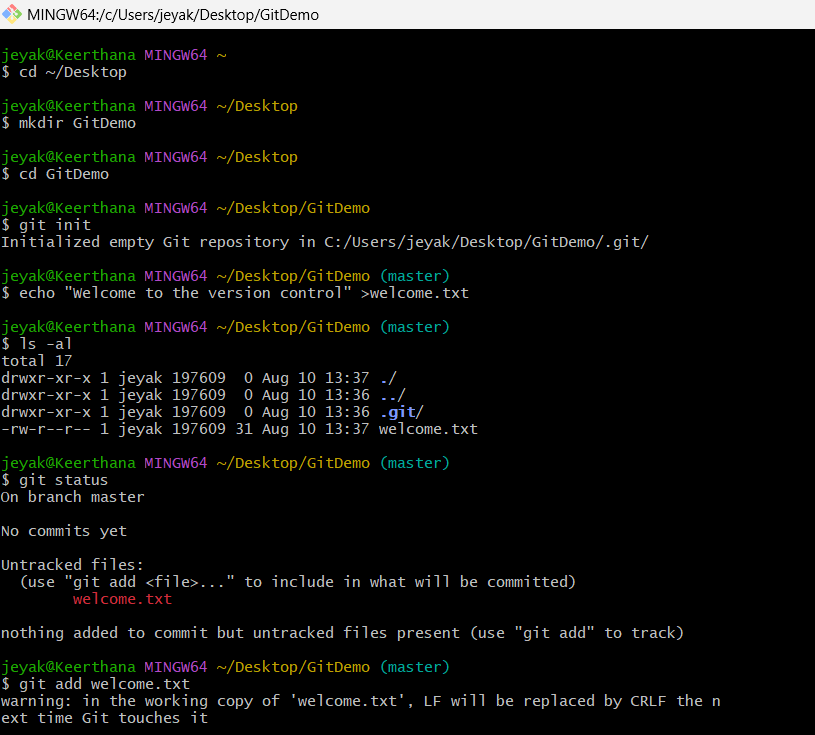 MINGW64:/c/Users/jeyak/Desktop/GitDemo
jeyak@Keerthana MINGW64 ~
$ cd ~/Desktop
jeyak@Keerthana MINGW64 ~/Desktop
$ mkdir GitDemo
jeyak@Keerthana MINGW64 ~/Desktop
$ cd GitDemo
jeyak@Keerthana MINGW64 ~/Desktop/GitDemo
$ git init
Initialized empty Git repository in C:/Users/jeyak/Desktop/GitDemo/.git/
jeyak@Keerthana MINGW64 ~/Desktop/GitDemo (master)
$ echo "Welcome to the version control" >welcome.txt
jeyak@Keerthana MINGW64 ~/Desktop/GitDemo (master)
$ ls -al
total 17
drwxr-xr-x 1 jeyak 197609  0 Aug 10 13:37 ./
drwxr-xr-x 1 jeyak 197609  0 Aug 10 13:36 ../
drwxr-xr-x 1 jeyak 197609  0 Aug 10 13:36 .git/
-rw-r--r-- 1 jeyak 197609 31 Aug 10 13:37 welcome.txt
jeyak@Keerthana MINGW64 ~/Desktop/GitDemo (master)
$ git status
On branch master
No commits yet
Untracked files:
  (use "git add <file>..." to include in what will be committed)
        welcome.txt
nothing added to commit but untracked files present (use "git add" to track)
jeyak@Keerthana MINGW64 ~/Desktop/GitDemo (master)
$ git add welcome.txt
warning: in the working copy of 'welcome.txt', LF will be replaced by CRLF the n
ext time Git touches it